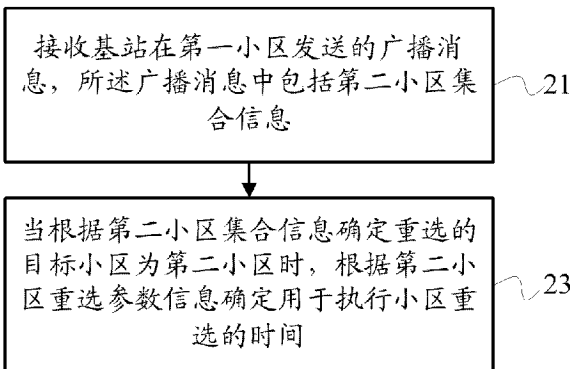 接收基站在第一小区发送的广播消
息，所述广播消息中包括第二小区集
合信息
21
当根据第二小区集合信息确定重选的
目标小区为第二小区时，根据第二小
区重选参数信息确定用于执行小区重
选的时间
23